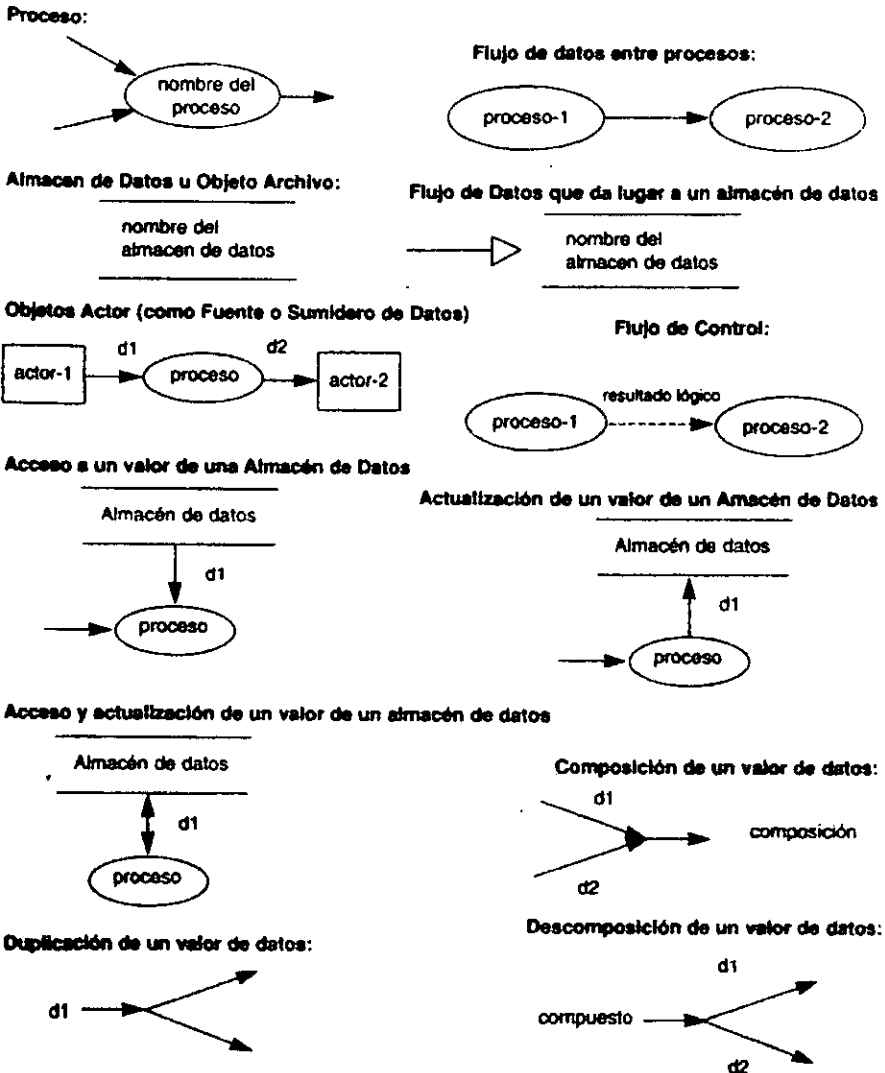 Proceso:
nombre del
proceso
Flujo de datos entre procesos:
proceso-1
proceso-2
Almacen de Datos u Objeto Archivo:
nombre del
almacen de datos
Flujo de Datos que da lugar a un almacén de datos
nombre del
almacen de datos
Objetos Actor (como Fuente o Sumidero de Datos)
actor-1
d1
proceso
d2
actor-2
Flujo de Control:
proceso-1
resultado lógico
proceso-2
Acceso a un valor de una Almacén de Datos
Almacén de datos
d1
proceso
Actualización de un valor de un Amacén de Datos
Almacén de datos
d1
proceso
Acceso y actualización de un valor de un almacén de datos
Almacén de datos
d1
proceso
Composición de un valor de datos:
d1
composición
d2
Duplicación de un valor de datos:
d1
Descomposición de un valor de datos:
d1
compuesto
d2